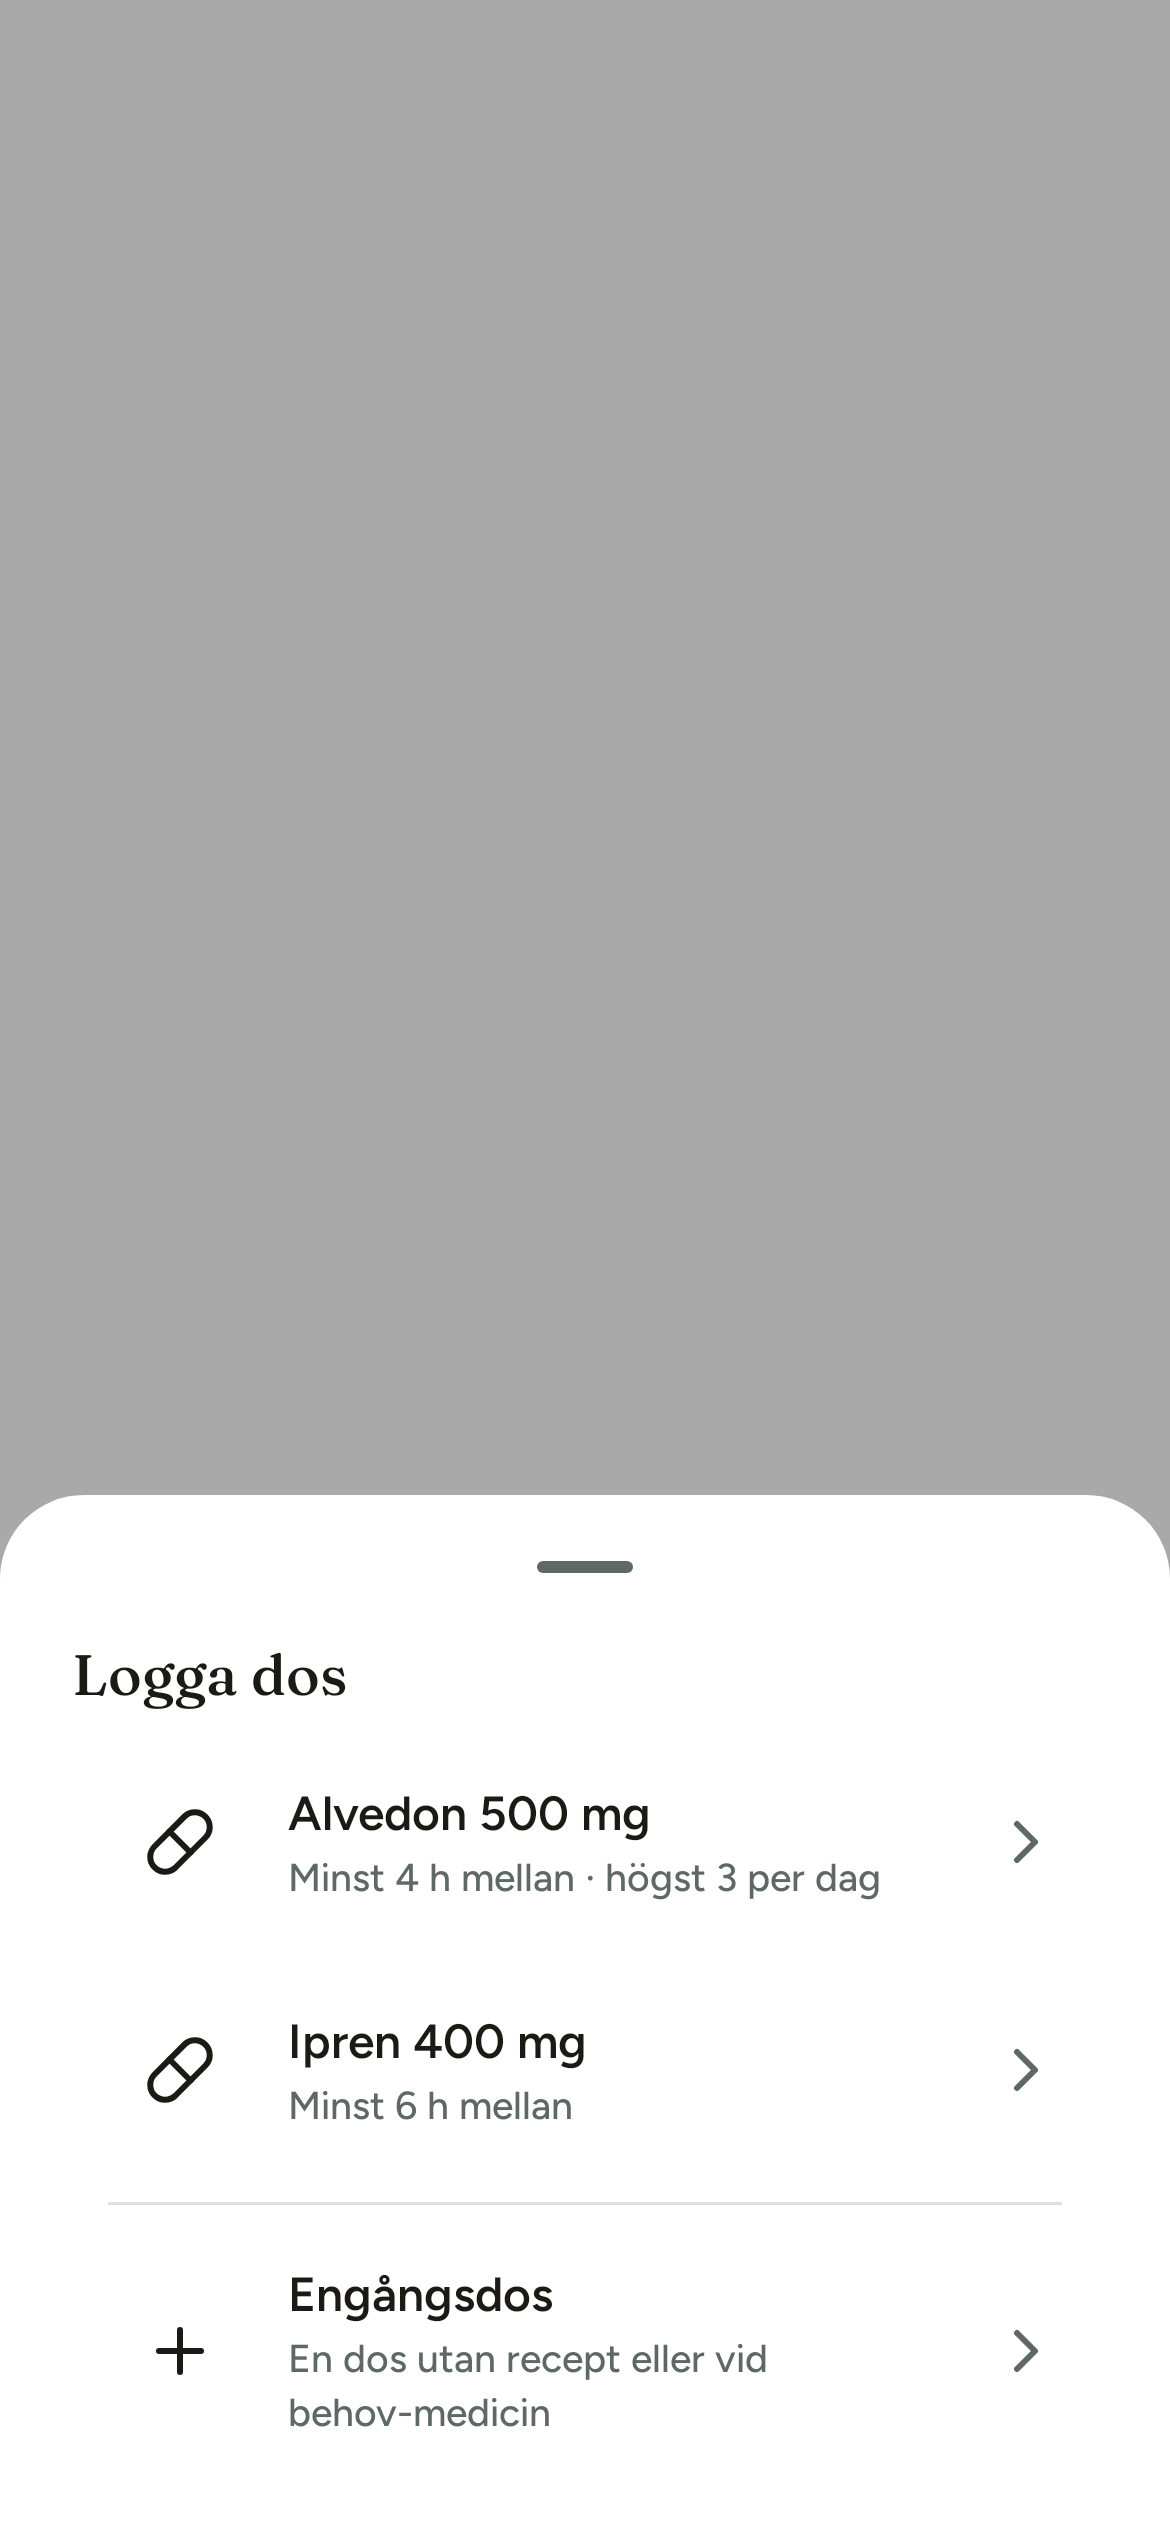 Logga dos
Alvedon 500 mg
Minst 4 h mellan · högst 3 per dag
Ipren 400 mg
Minst 6 h mellan
Engångsdos
En dos utan recept eller vid
behov-medicin